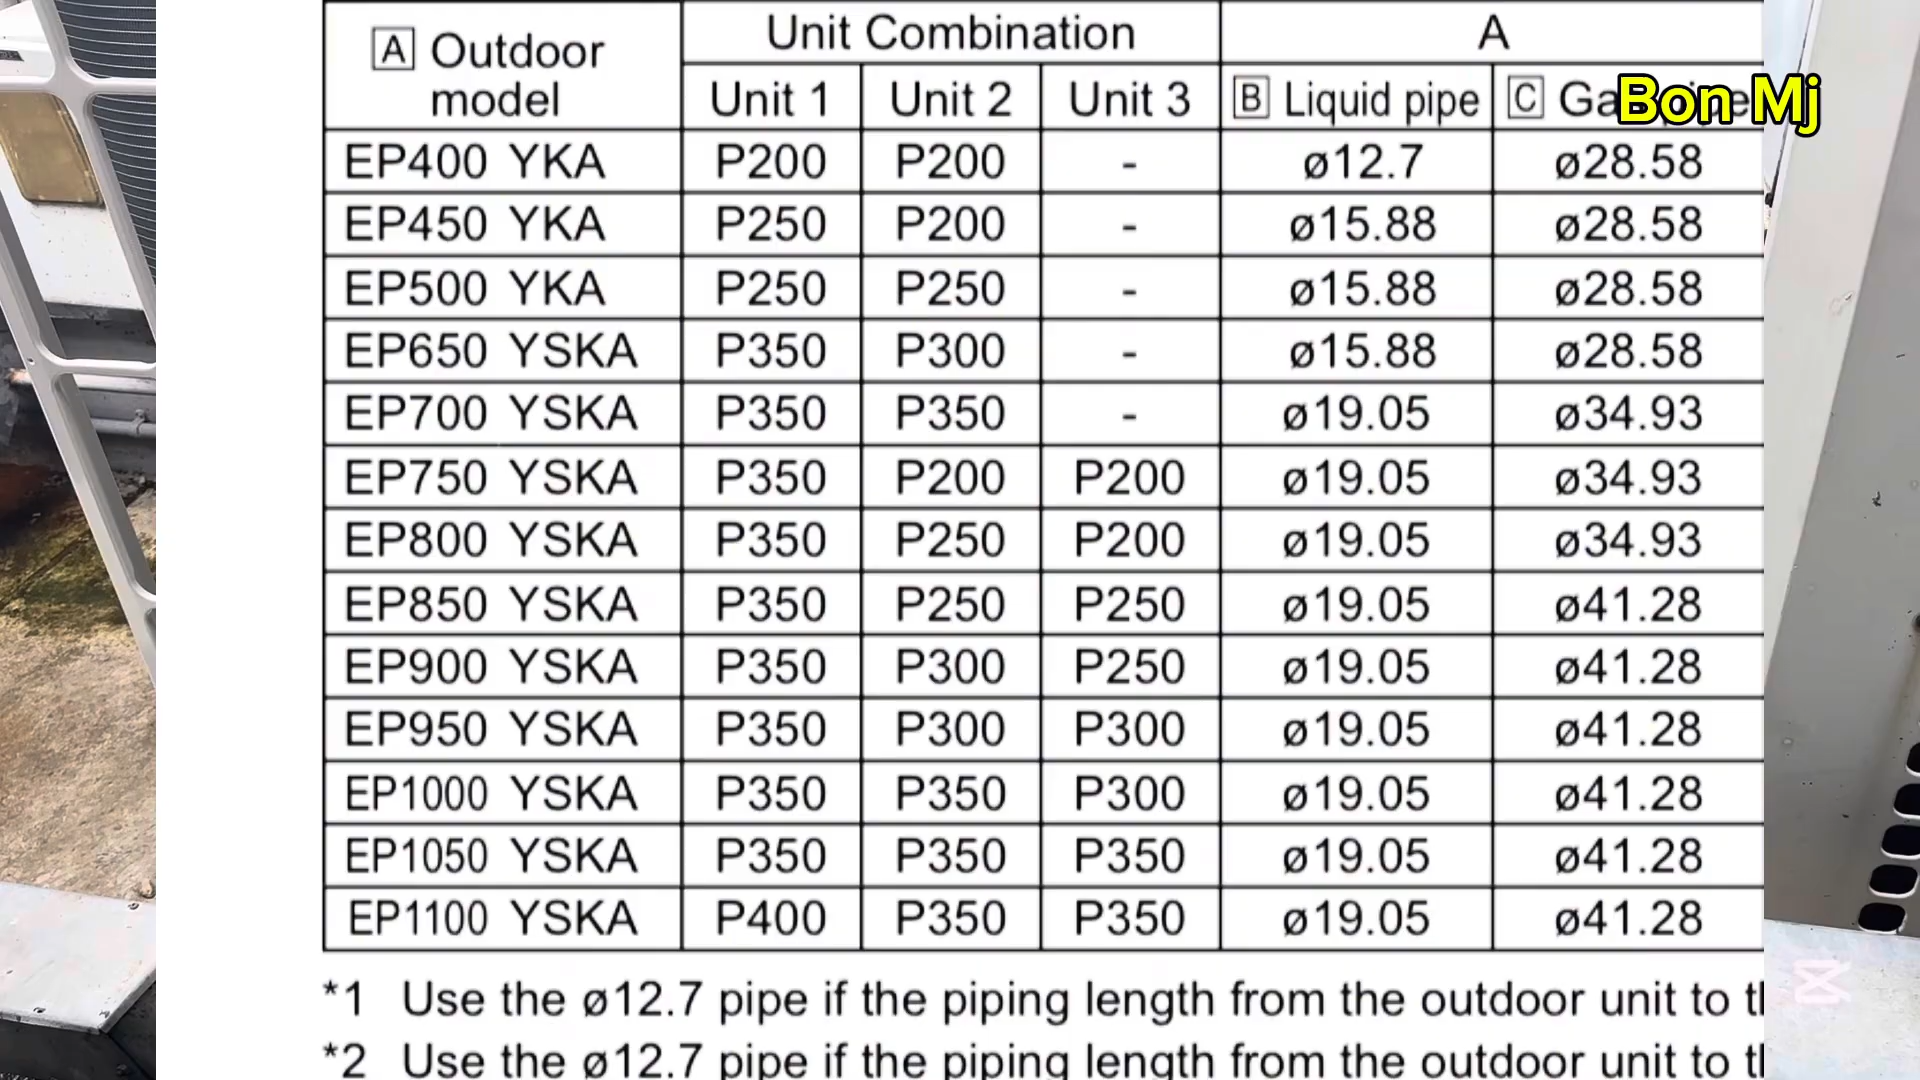 A Outdoor model Unit Combination A
Unit 1 Unit 2 Unit 3 B Liquid pipe C
Bon Mj
EP400 YKA P200 P200 - ø12.7 ø28.58
EP450 YKA P250 P200 - ø15.88 ø28.58
EP500 YKA P250 P250 - ø15.88 ø28.58
EP650 YSKA P350 P300 - ø15.88 ø28.58
EP700 YSKA P350 P350 - ø19.05 ø34.93
EP750 YSKA P350 P200 P200 ø19.05 ø34.93
EP800 YSKA P350 P250 P200 ø19.05 ø34.93
EP850 YSKA P350 P250 P250 ø19.05 ø41.28
EP900 YSKA P350 P300 P250 ø19.05 ø41.28
EP950 YSKA P350 P300 P300 ø19.05 ø41.28
EP1000 YSKA P350 P350 P300 ø19.05 ø41.28
EP1050 YSKA P350 P350 P350 ø19.05 ø41.28
EP1100 YSKA P400 P350 P350 ø19.05 ø41.28
*1 Use the ø12.7 pipe if the piping length from the outdoor unit to
*2 Use the ø12.7 pipe if the piping length from the outdoor unit to